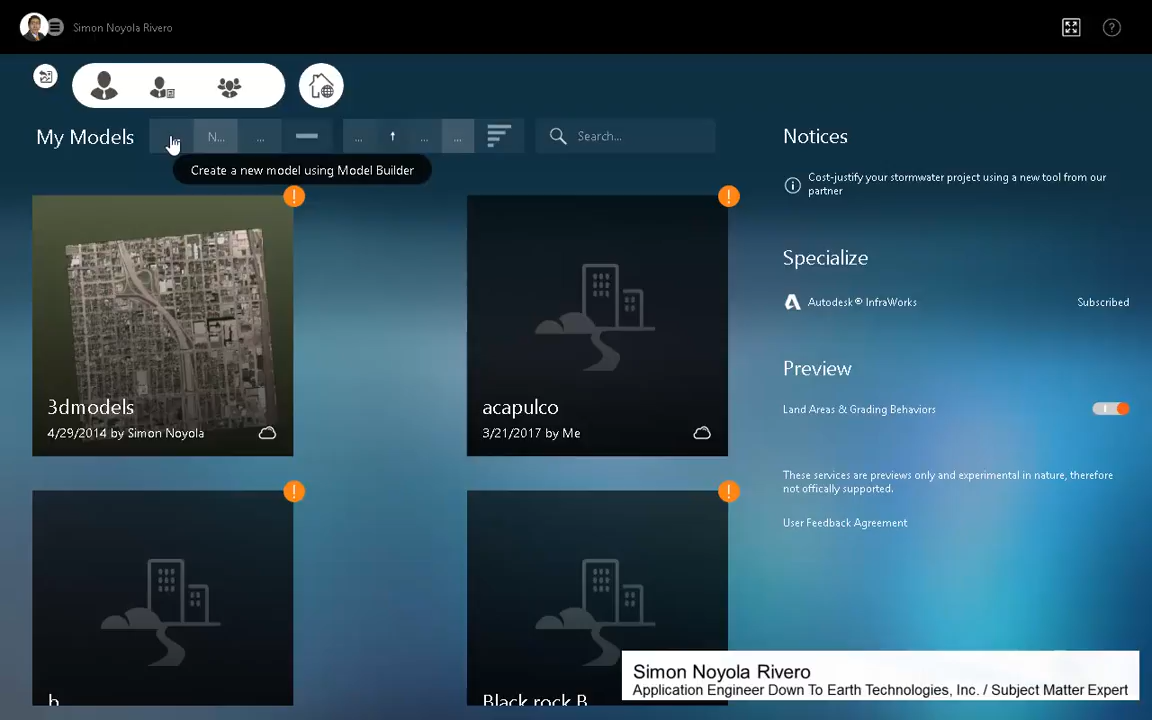 Simon Noyola Rivero
My Models
N...
...
...
...
...
Search...
Create a new model using Model Builder
3dmodels
4/29/2014 by Simon Noyola
acapulco
3/21/2017 by Me
b
Black rock B
Notices
Cost-justify your stormwater project using a new tool from our
partner
Specialize
Autodesk® InfraWorks
Subscribed
Preview
Land Areas & Grading Behaviors
These services are previews only and experimental in nature, therefore
not offically supported.
User Feedback Agreement
Simon Noyola Rivero
Application Engineer Down To Earth Technologies, Inc. / Subject Matter Expert